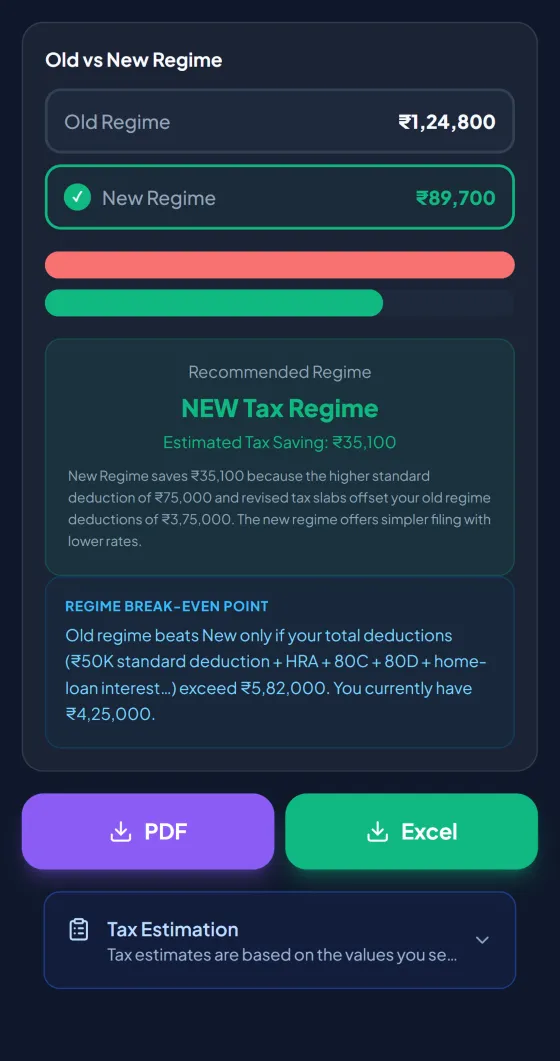 Old vs New Regime
Old Regime ₹1,24,800
New Regime ₹89,700
Recommended Regime
NEW Tax Regime
Estimated Tax Saving: ₹35,100
New Regime saves ₹35,100 because the higher standard
deduction of ₹75,000 and revised tax slabs offset your old regime
deductions of ₹3,75,000. The new regime offers simpler filing with
lower rates.
REGIME BREAK-EVEN POINT
Old regime beats New only if your total deductions
(₹50K standard deduction + HRA + 80C + 80D + home-
loan interest…) exceed ₹5,82,000. You currently have
₹4,25,000.
PDF
Excel
Tax Estimation
Tax estimates are based on the values you se…